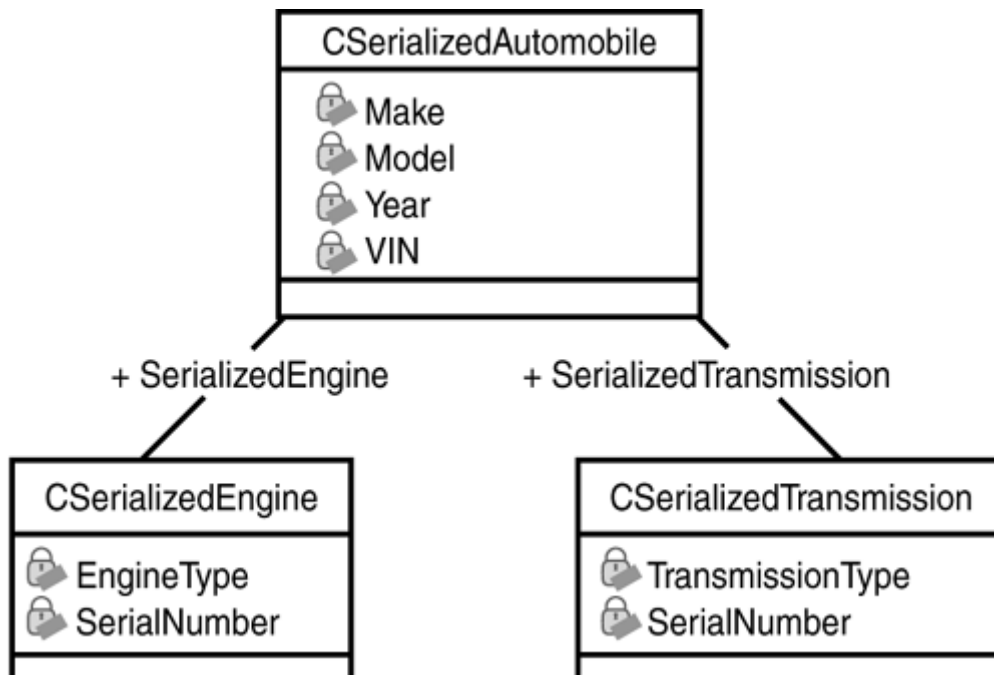 CSerializedAutomobile
Make
Model
Year
VIN
+ SerializedEngine
+ SerializedTransmission
CSerializedEngine
EngineType
SerialNumber
CSerializedTransmission
TransmissionType
SerialNumber